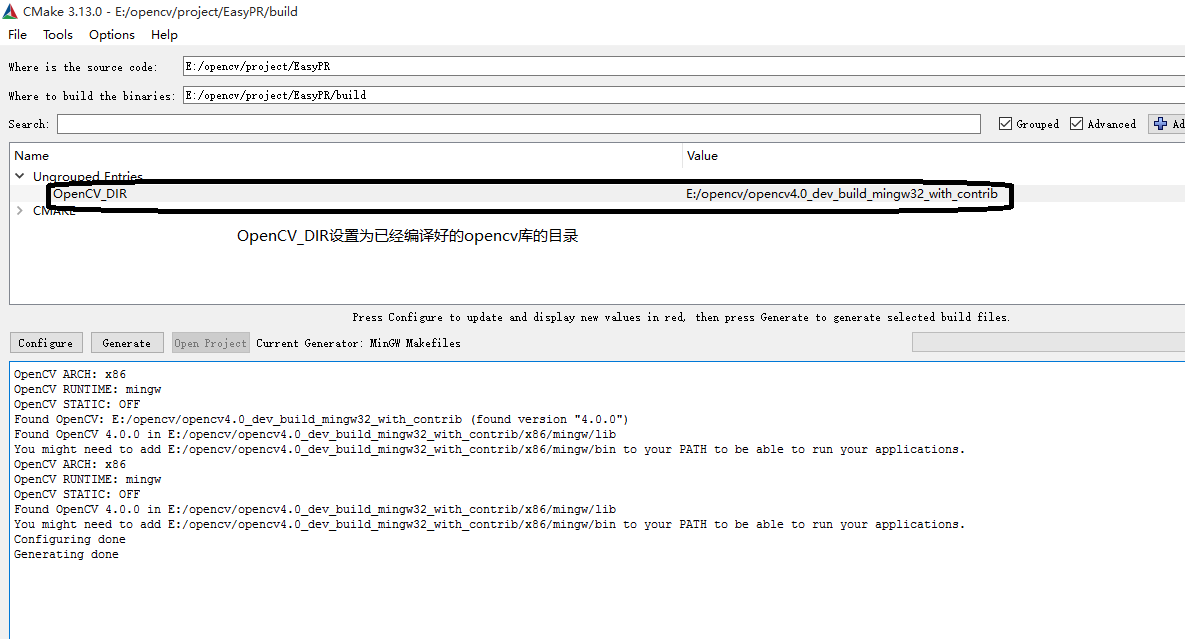 CMake 3.13.0 - E:/opencv/project/EasyPR/build
File Tools Options Help
Where is the source code: E:/opencv/project/EasyPR
Where to build the binaries: E:/opencv/project/EasyPR/build
Search: Grouped Advanced Ad
Name Value
Ungrouped Entries
OpenCV_DIR E:/opencv/opencv4.0_dev_build_mingw32_with_contrib
CMAKE
OpenCV_DIR设置为已经编译好的opencv库的目录
Press Configure to update and display new values in red, then press Generate to generate selected build files.
Configure Generate Open Project Current Generator: MinGW Makefiles
OpenCV ARCH: x86
OpenCV RUNTIME: mingw
OpenCV STATIC: OFF
Found OpenCV: E:/opencv/opencv4.0_dev_build_mingw32_with_contrib (found version "4.0.0")
Found OpenCV 4.0.0 in E:/opencv/opencv4.0_dev_build_mingw32_with_contrib/x86/mingw/lib
You might need to add E:/opencv/opencv4.0_dev_build_mingw32_with_contrib/x86/mingw/bin to your PATH to be able to run your applications.
OpenCV ARCH: x86
OpenCV RUNTIME: mingw
OpenCV STATIC: OFF
Found OpenCV 4.0.0 in E:/opencv/opencv4.0_dev_build_mingw32_with_contrib/x86/mingw/lib
You might need to add E:/opencv/opencv4.0_dev_build_mingw32_with_contrib/x86/mingw/bin to your PATH to be able to run your applications.
Configuring done
Generating done